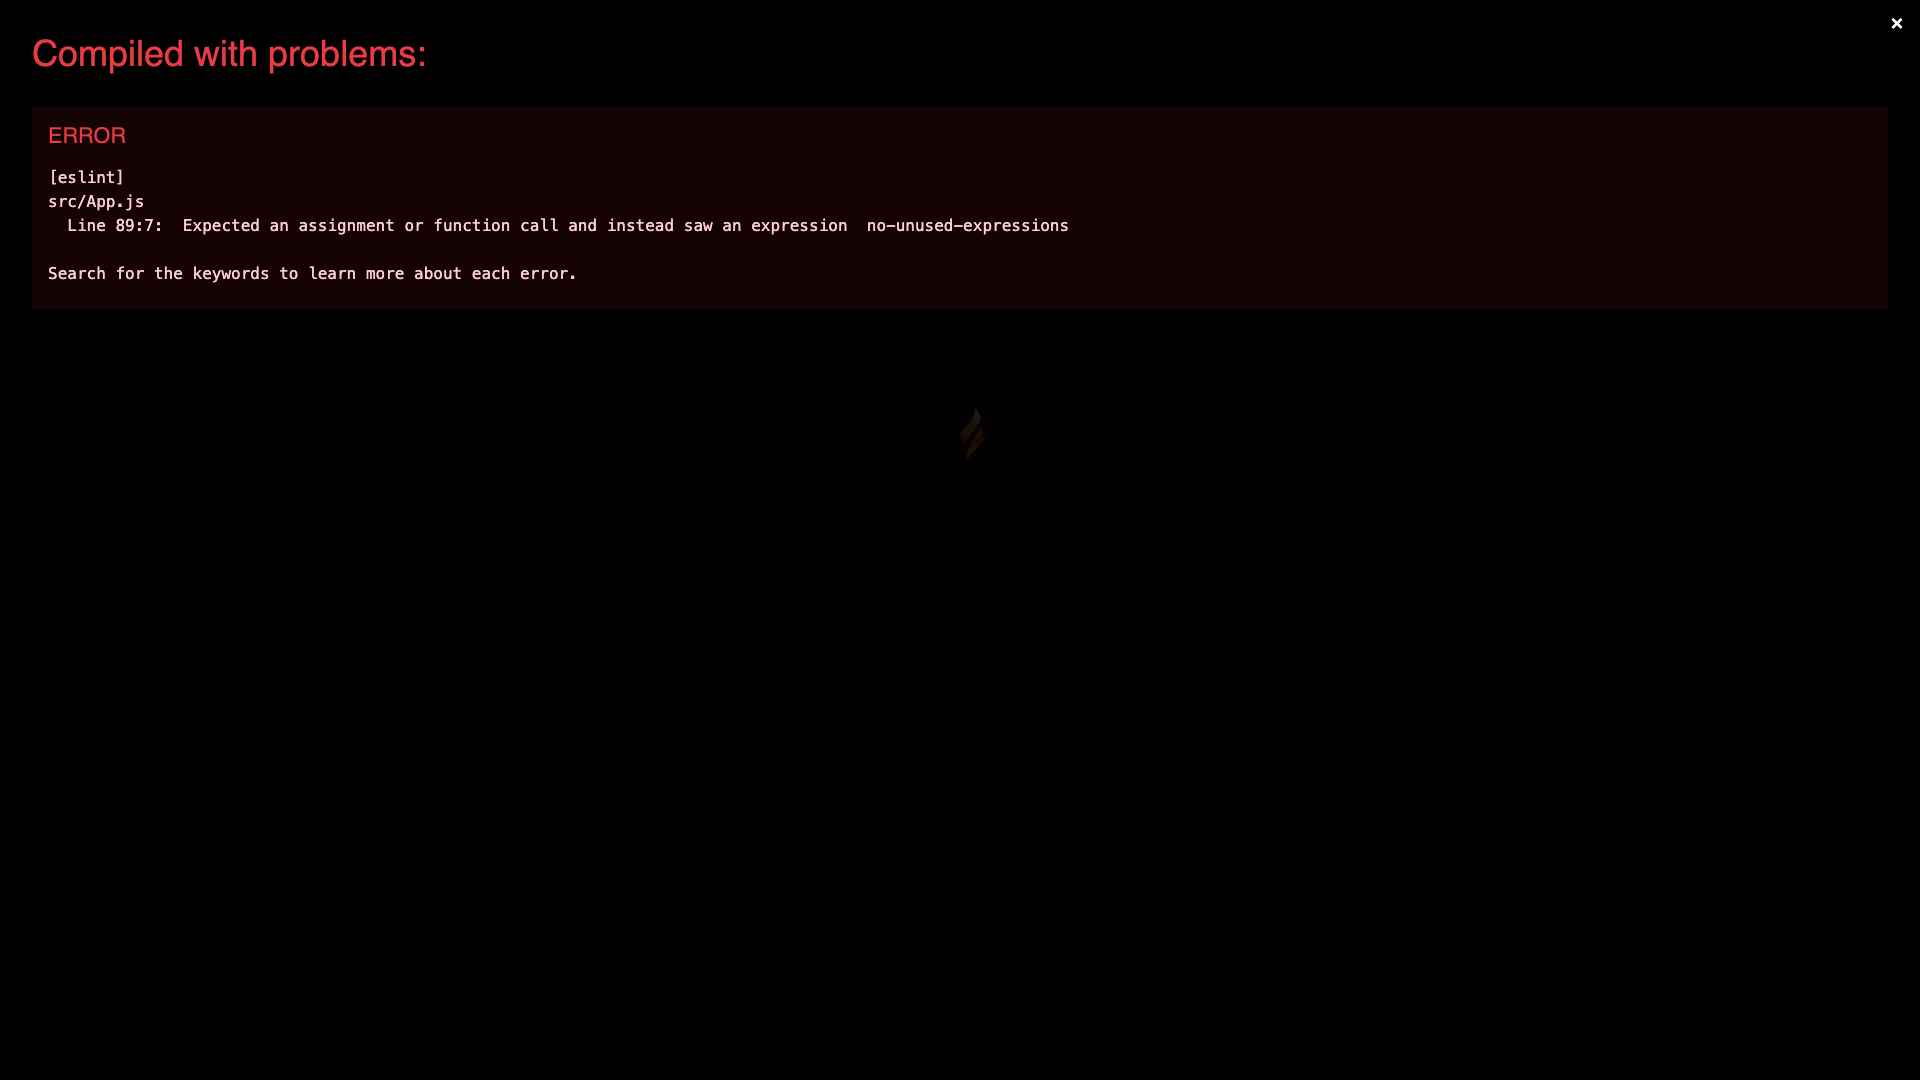 ×
Compiled with problems:
ERROR
[eslint]
src/App.js
  Line 89:7:  Expected an assignment or function call and instead saw an expression  no-unused-expressions
Search for the keywords to learn more about each error.